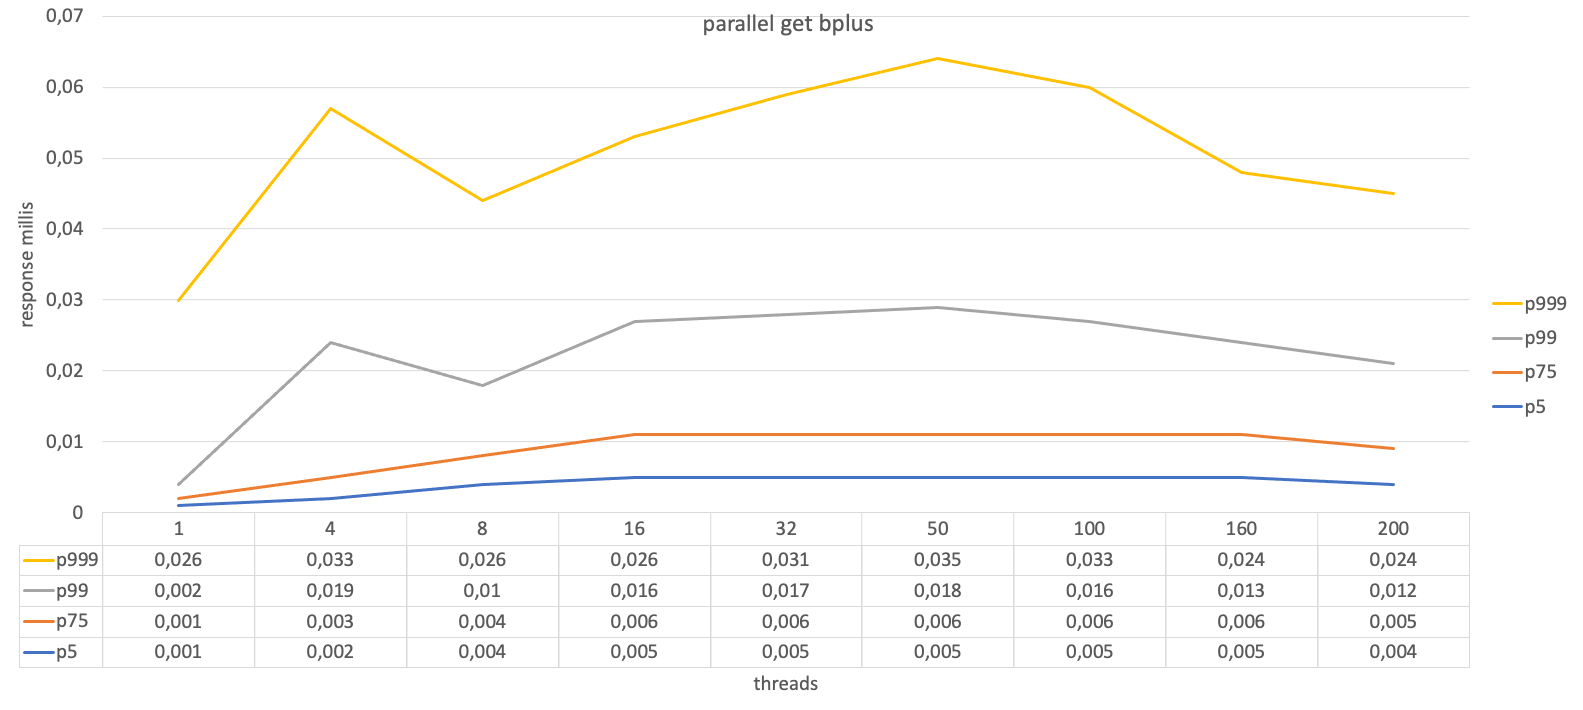 parallel get bplus
0,07
0,06
0,05
0,04
0,03
0,02
0,01
0
response millis
p999
p99
p75
p5
1 4 8 16 32 50 100 160 200
p999 0,026 0,033 0,026 0,026 0,031 0,035 0,033 0,024 0,024
p99 0,002 0,019 0,01 0,016 0,017 0,018 0,016 0,013 0,012
p75 0,001 0,003 0,004 0,006 0,006 0,006 0,006 0,006 0,005
p5 0,001 0,002 0,004 0,005 0,005 0,005 0,005 0,005 0,004
threads